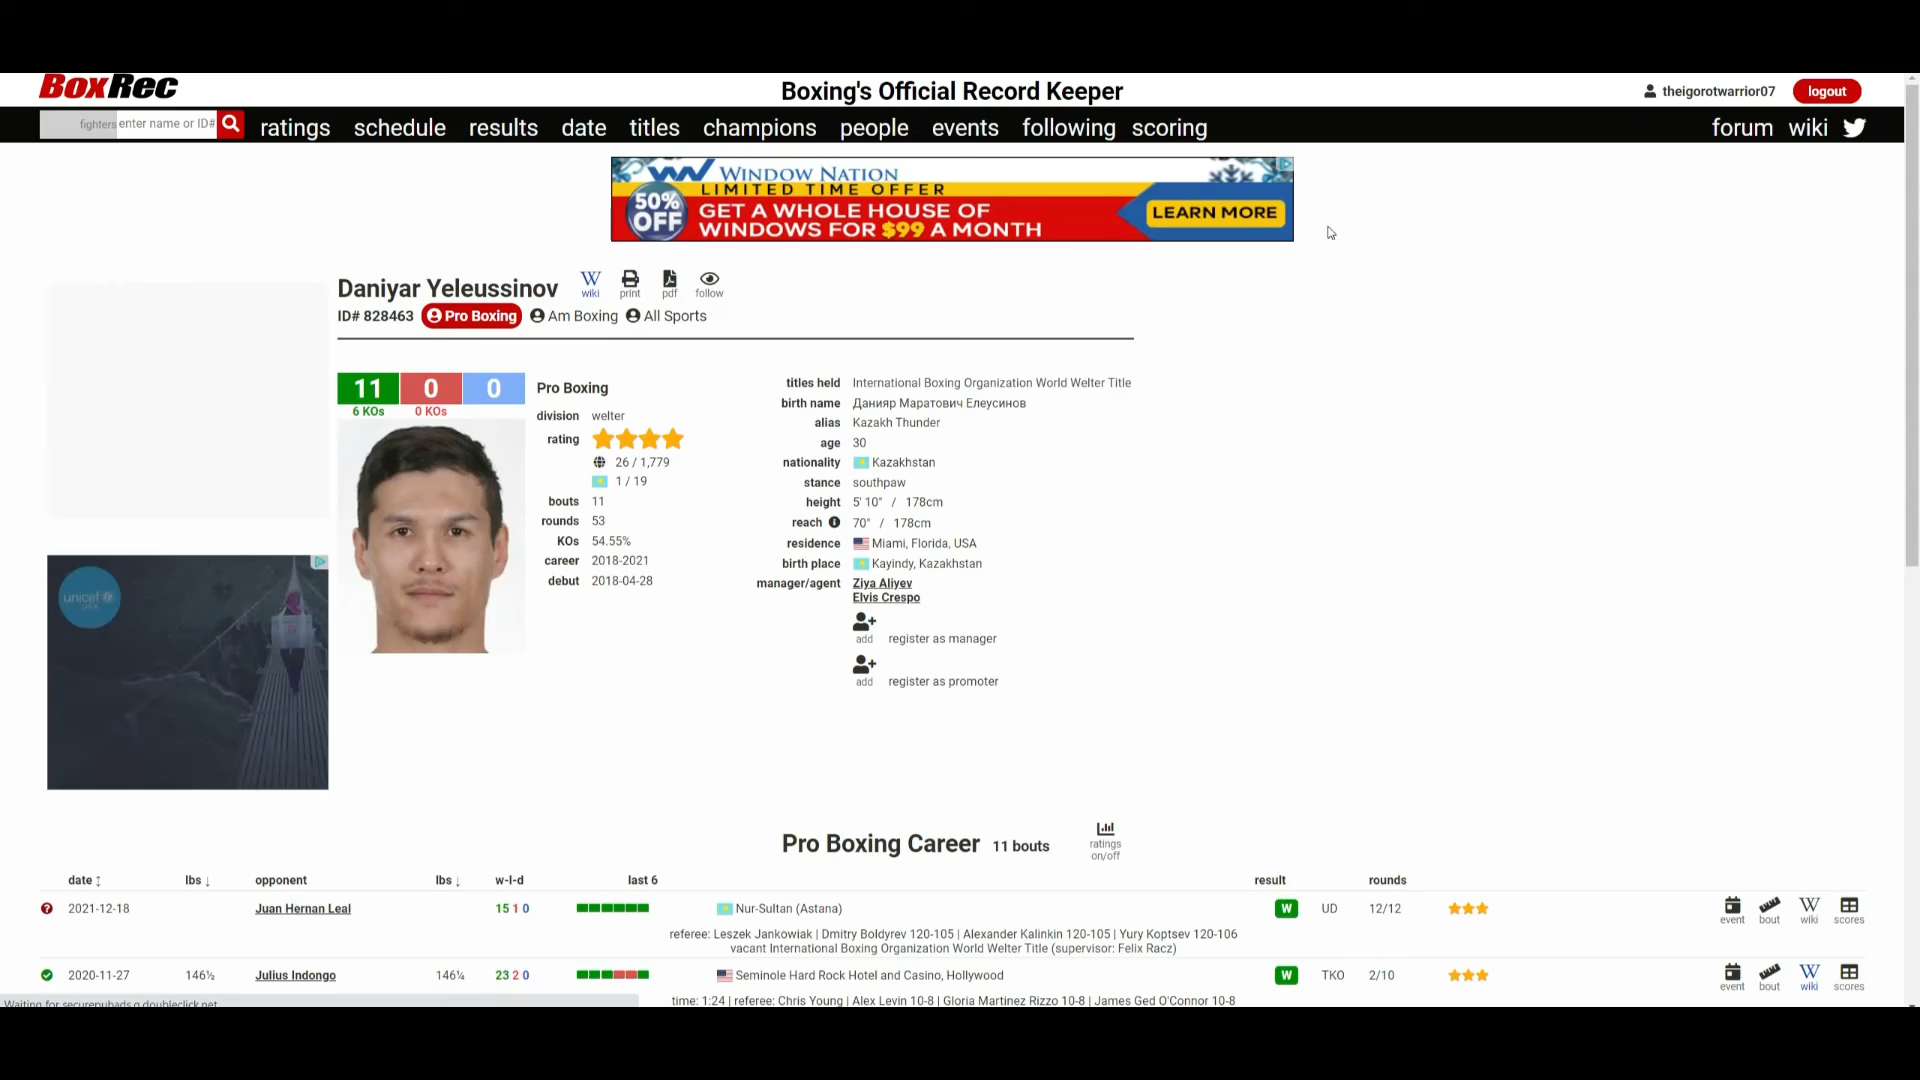 BoxRec
Boxing's Official Record Keeper
theigorotwarrior07
logout
fighters enter name or ID#
ratings schedule results date titles champions people events following scoring
forum wiki
WINDOW NATION
LIMITED TIME OFFER
50% OFF
GET A WHOLE HOUSE OF
WINDOWS FOR $99 A MONTH
LEARN MORE
Daniyar Yeleussinov
wiki print pdf follow
ID# 828463 Pro Boxing Am Boxing All Sports
11 0 0
6 KOs 0 KOs
Pro Boxing
division welter
rating
26 / 1,779
1 / 19
bouts 11
rounds 53
KOs 54.55%
career 2018-2021
debut 2018-04-28
titles held International Boxing Organization World Welter Title
birth name Данияр Маратович Елеусинов
alias Kazakh Thunder
age 30
nationality Kazakhstan
stance southpaw
height 5' 10" / 178cm
reach 70" / 178cm
residence Miami, Florida, USA
birth place Kayindy, Kazakhstan
manager/agent Ziya Aliyev
Elvis Crespo
add register as manager
add register as promoter
unicef
Pro Boxing Career 11 bouts
ratings
on/off
date lbs opponent lbs w-l-d last 6 result rounds
2021-12-18 Juan Hernan Leal 15 1 0 Nur-Sultan (Astana) W UD 12/12 event bout wiki scores
referee: Leszek Jankowiak | Dmitry Boldyrev 120-105 | Alexander Kalinkin 120-105 | Yury Koptsev 120-106
vacant International Boxing Organization World Welter Title (supervisor: Felix Racz)
2020-11-27 146½ Julius Indongo 146¼ 23 2 0 Seminole Hard Rock Hotel and Casino, Hollywood W TKO 2/10 event bout wiki scores
time: 1:24 | referee: Chris Young | Alex Levin 10-8 | Gloria Martinez Rizzo 10-8 | James Ged O'Connor 10-8
Waiting for securepubads.g.doubleclick.net